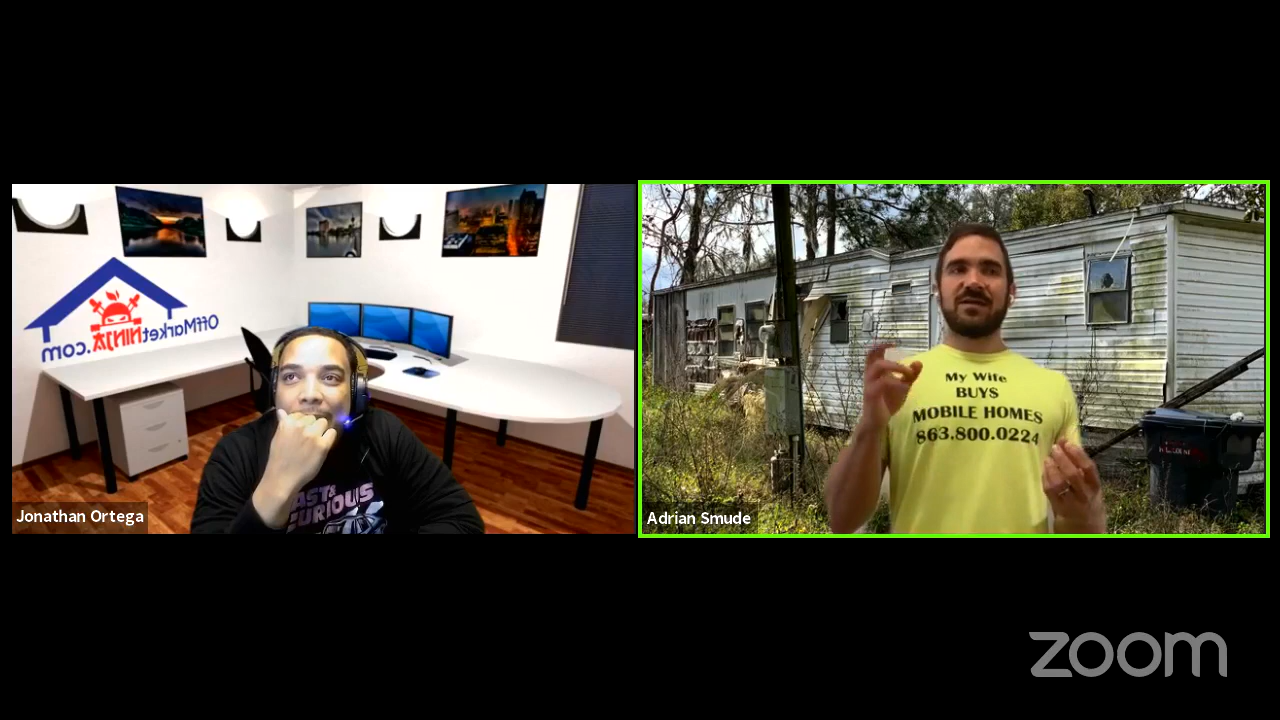 OffMarketNINJA
.com
Jonathan Ortega
FAST&
FURIOUS
My Wife
BUYS
MOBILE HOMES
863.800.0224
Adrian Smude
zoom